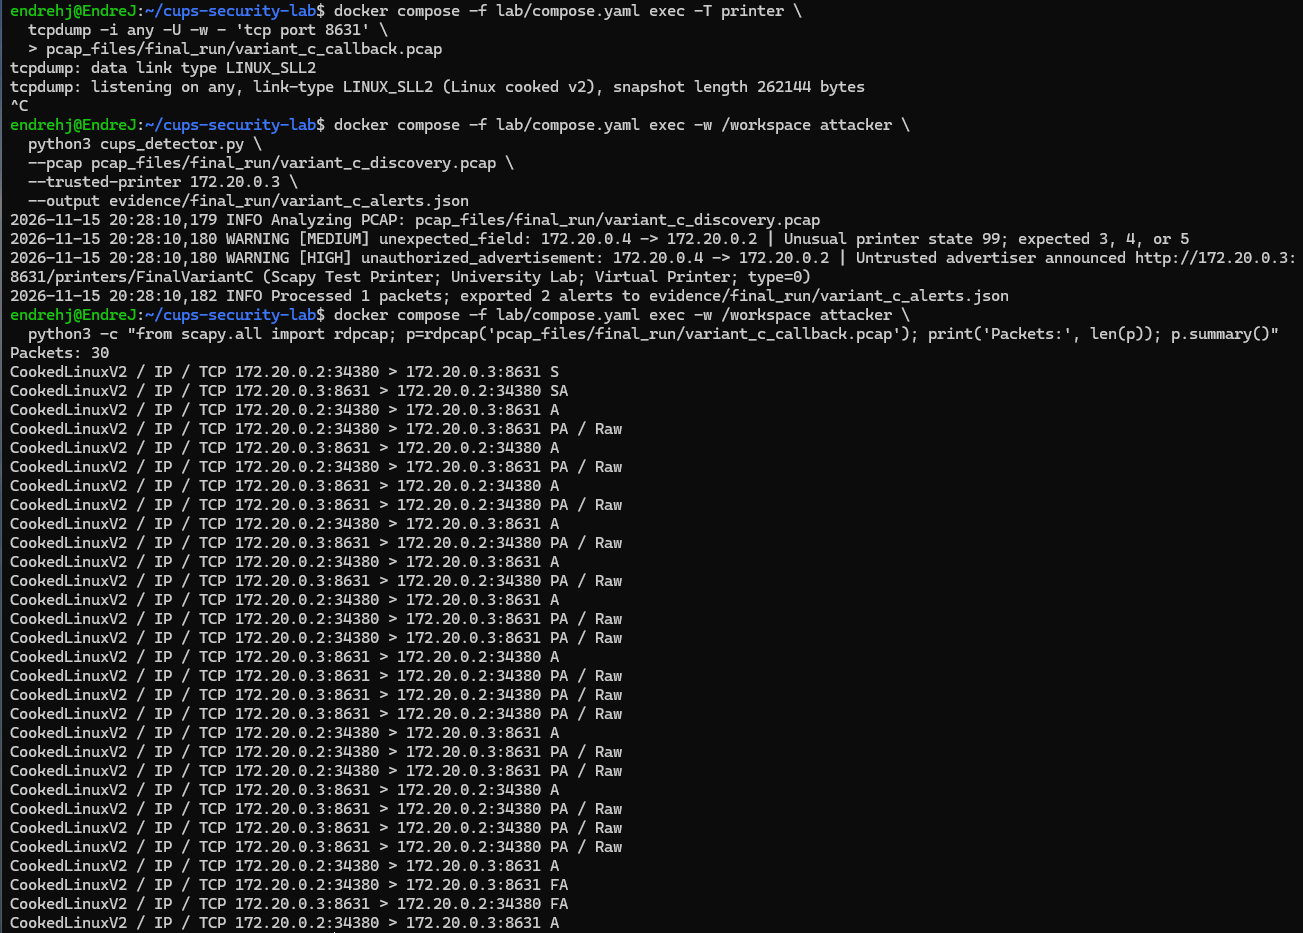 endrehj@EndreJ:~/cups-security-lab$ docker compose -f lab/compose.yaml exec -T printer \
  tcpdump -i any -U -w - 'tcp port 8631' \
  > pcap_files/final_run/variant_c_callback.pcap
tcpdump: data link type LINUX_SLL2
tcpdump: listening on any, link-type LINUX_SLL2 (Linux cooked v2), snapshot length 262144 bytes
^C
endrehj@EndreJ:~/cups-security-lab$ docker compose -f lab/compose.yaml exec -w /workspace attacker \
  python3 cups_detector.py \
  --pcap pcap_files/final_run/variant_c_discovery.pcap \
  --trusted-printer 172.20.0.3 \
  --output evidence/final_run/variant_c_alerts.json
2026-11-15 20:28:10,179 INFO Analyzing PCAP: pcap_files/final_run/variant_c_discovery.pcap
2026-11-15 20:28:10,180 WARNING [MEDIUM] unexpected_field: 172.20.0.4 -> 172.20.0.2 | Unusual printer state 99; expected 3, 4, or 5
2026-11-15 20:28:10,180 WARNING [HIGH] unauthorized_advertisement: 172.20.0.4 -> 172.20.0.2 | Untrusted advertiser announced http://172.20.0.3:
8631/printers/FinalVariantC (Scapy Test Printer; University Lab; Virtual Printer; type=0)
2026-11-15 20:28:10,182 INFO Processed 1 packets; exported 2 alerts to evidence/final_run/variant_c_alerts.json
endrehj@EndreJ:~/cups-security-lab$ docker compose -f lab/compose.yaml exec -w /workspace attacker \
  python3 -c "from scapy.all import rdpcap; p=rdpcap('pcap_files/final_run/variant_c_callback.pcap'); print('Packets:', len(p)); p.summary()"
Packets: 30
CookedLinuxV2 / IP / TCP 172.20.0.2:34380 > 172.20.0.3:8631 S
CookedLinuxV2 / IP / TCP 172.20.0.3:8631 > 172.20.0.2:34380 SA
CookedLinuxV2 / IP / TCP 172.20.0.2:34380 > 172.20.0.3:8631 A
CookedLinuxV2 / IP / TCP 172.20.0.2:34380 > 172.20.0.3:8631 PA / Raw
CookedLinuxV2 / IP / TCP 172.20.0.3:8631 > 172.20.0.2:34380 A
CookedLinuxV2 / IP / TCP 172.20.0.2:34380 > 172.20.0.3:8631 PA / Raw
CookedLinuxV2 / IP / TCP 172.20.0.3:8631 > 172.20.0.2:34380 A
CookedLinuxV2 / IP / TCP 172.20.0.3:8631 > 172.20.0.2:34380 PA / Raw
CookedLinuxV2 / IP / TCP 172.20.0.2:34380 > 172.20.0.3:8631 A
CookedLinuxV2 / IP / TCP 172.20.0.3:8631 > 172.20.0.2:34380 PA / Raw
CookedLinuxV2 / IP / TCP 172.20.0.2:34380 > 172.20.0.3:8631 A
CookedLinuxV2 / IP / TCP 172.20.0.3:8631 > 172.20.0.2:34380 PA / Raw
CookedLinuxV2 / IP / TCP 172.20.0.2:34380 > 172.20.0.3:8631 A
CookedLinuxV2 / IP / TCP 172.20.0.2:34380 > 172.20.0.3:8631 PA / Raw
CookedLinuxV2 / IP / TCP 172.20.0.2:34380 > 172.20.0.3:8631 PA / Raw
CookedLinuxV2 / IP / TCP 172.20.0.3:8631 > 172.20.0.2:34380 A
CookedLinuxV2 / IP / TCP 172.20.0.3:8631 > 172.20.0.2:34380 PA / Raw
CookedLinuxV2 / IP / TCP 172.20.0.3:8631 > 172.20.0.2:34380 PA / Raw
CookedLinuxV2 / IP / TCP 172.20.0.3:8631 > 172.20.0.2:34380 PA / Raw
CookedLinuxV2 / IP / TCP 172.20.0.2:34380 > 172.20.0.3:8631 A
CookedLinuxV2 / IP / TCP 172.20.0.2:34380 > 172.20.0.3:8631 PA / Raw
CookedLinuxV2 / IP / TCP 172.20.0.2:34380 > 172.20.0.3:8631 PA / Raw
CookedLinuxV2 / IP / TCP 172.20.0.3:8631 > 172.20.0.2:34380 A
CookedLinuxV2 / IP / TCP 172.20.0.3:8631 > 172.20.0.2:34380 PA / Raw
CookedLinuxV2 / IP / TCP 172.20.0.3:8631 > 172.20.0.2:34380 PA / Raw
CookedLinuxV2 / IP / TCP 172.20.0.3:8631 > 172.20.0.2:34380 PA / Raw
CookedLinuxV2 / IP / TCP 172.20.0.2:34380 > 172.20.0.3:8631 A
CookedLinuxV2 / IP / TCP 172.20.0.2:34380 > 172.20.0.3:8631 FA
CookedLinuxV2 / IP / TCP 172.20.0.3:8631 > 172.20.0.2:34380 FA
CookedLinuxV2 / IP / TCP 172.20.0.2:34380 > 172.20.0.3:8631 A